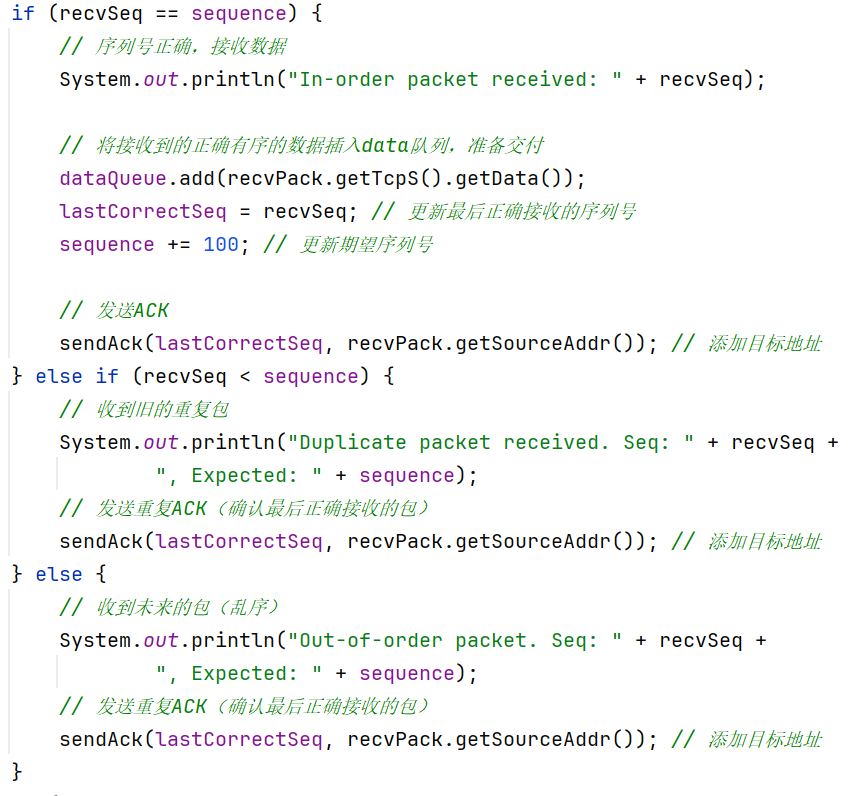 if (recvSeq == sequence) {
    // 序列号正确，接收数据
    System.out.println("In-order packet received: " + recvSeq);

    // 将接收到的正确有序的数据插入data队列，准备交付
    dataQueue.add(recvPack.getTcpS().getData());
    lastCorrectSeq = recvSeq; // 更新最后正确接收的序列号
    sequence += 100; // 更新期望序列号

    // 发送ACK
    sendAck(lastCorrectSeq, recvPack.getSourceAddr()); // 添加目标地址
} else if (recvSeq < sequence) {
    // 收到旧的重复包
    System.out.println("Duplicate packet received. Seq: " + recvSeq +
            ", Expected: " + sequence);
    // 发送重复ACK（确认最后正确接收的包）
    sendAck(lastCorrectSeq, recvPack.getSourceAddr()); // 添加目标地址
} else {
    // 收到未来的包（乱序）
    System.out.println("Out-of-order packet. Seq: " + recvSeq +
            ", Expected: " + sequence);
    // 发送重复ACK（确认最后正确接收的包）
    sendAck(lastCorrectSeq, recvPack.getSourceAddr()); // 添加目标地址
}